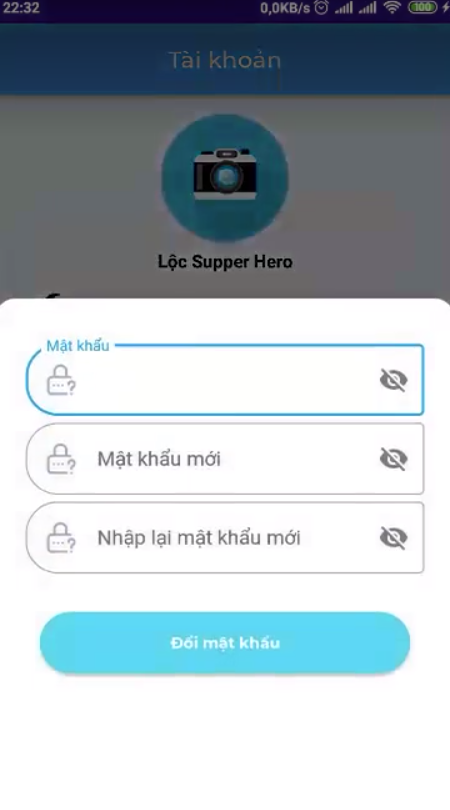 22:32 0,0KB/s 100
Tài khoản
Lộc Supper Hero
Mật khẩu
Mật khẩu mới
Nhập lại mật khẩu mới
Đổi mật khẩu